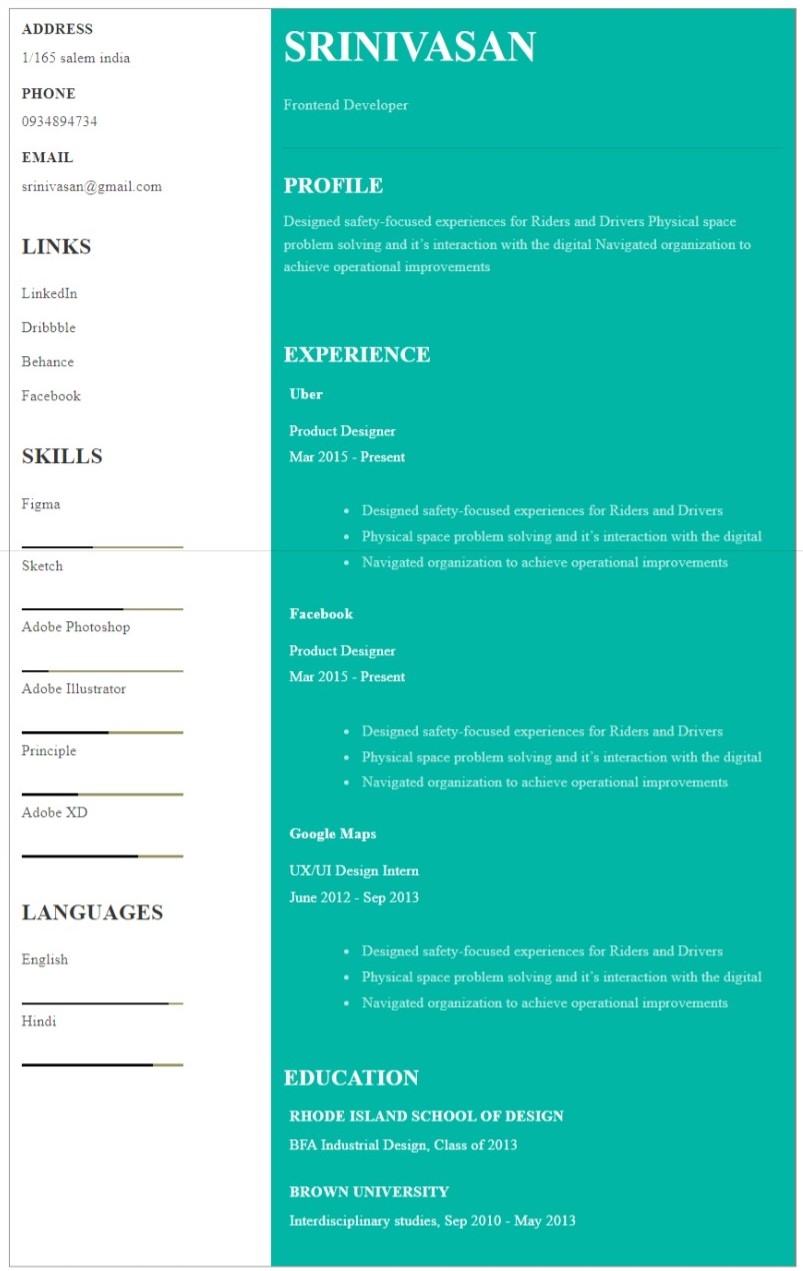 ADDRESS
1/165 salem india
PHONE
0934894734
EMAIL
srinivasan@gmail.com
LINKS
LinkedIn
Dribbble
Behance
Facebook
SKILLS
Figma
Sketch
Adobe Photoshop
Adobe Illustrator
Principle
Adobe XD
LANGUAGES
English
Hindi
SRINIVASAN
Frontend Developer
PROFILE
Designed safety-focused experiences for Riders and Drivers Physical space
problem solving and it’s interaction with the digital Navigated organization to
achieve operational improvements
EXPERIENCE
Uber
Product Designer
Mar 2015 - Present
• Designed safety-focused experiences for Riders and Drivers
• Physical space problem solving and it’s interaction with the digital
• Navigated organization to achieve operational improvements
Facebook
Product Designer
Mar 2015 - Present
• Designed safety-focused experiences for Riders and Drivers
• Physical space problem solving and it’s interaction with the digital
• Navigated organization to achieve operational improvements
Google Maps
UX/UI Design Intern
June 2012 - Sep 2013
• Designed safety-focused experiences for Riders and Drivers
• Physical space problem solving and it’s interaction with the digital
• Navigated organization to achieve operational improvements
EDUCATION
RHODE ISLAND SCHOOL OF DESIGN
BFA Industrial Design, Class of 2013
BROWN UNIVERSITY
Interdisciplinary studies, Sep 2010 - May 2013